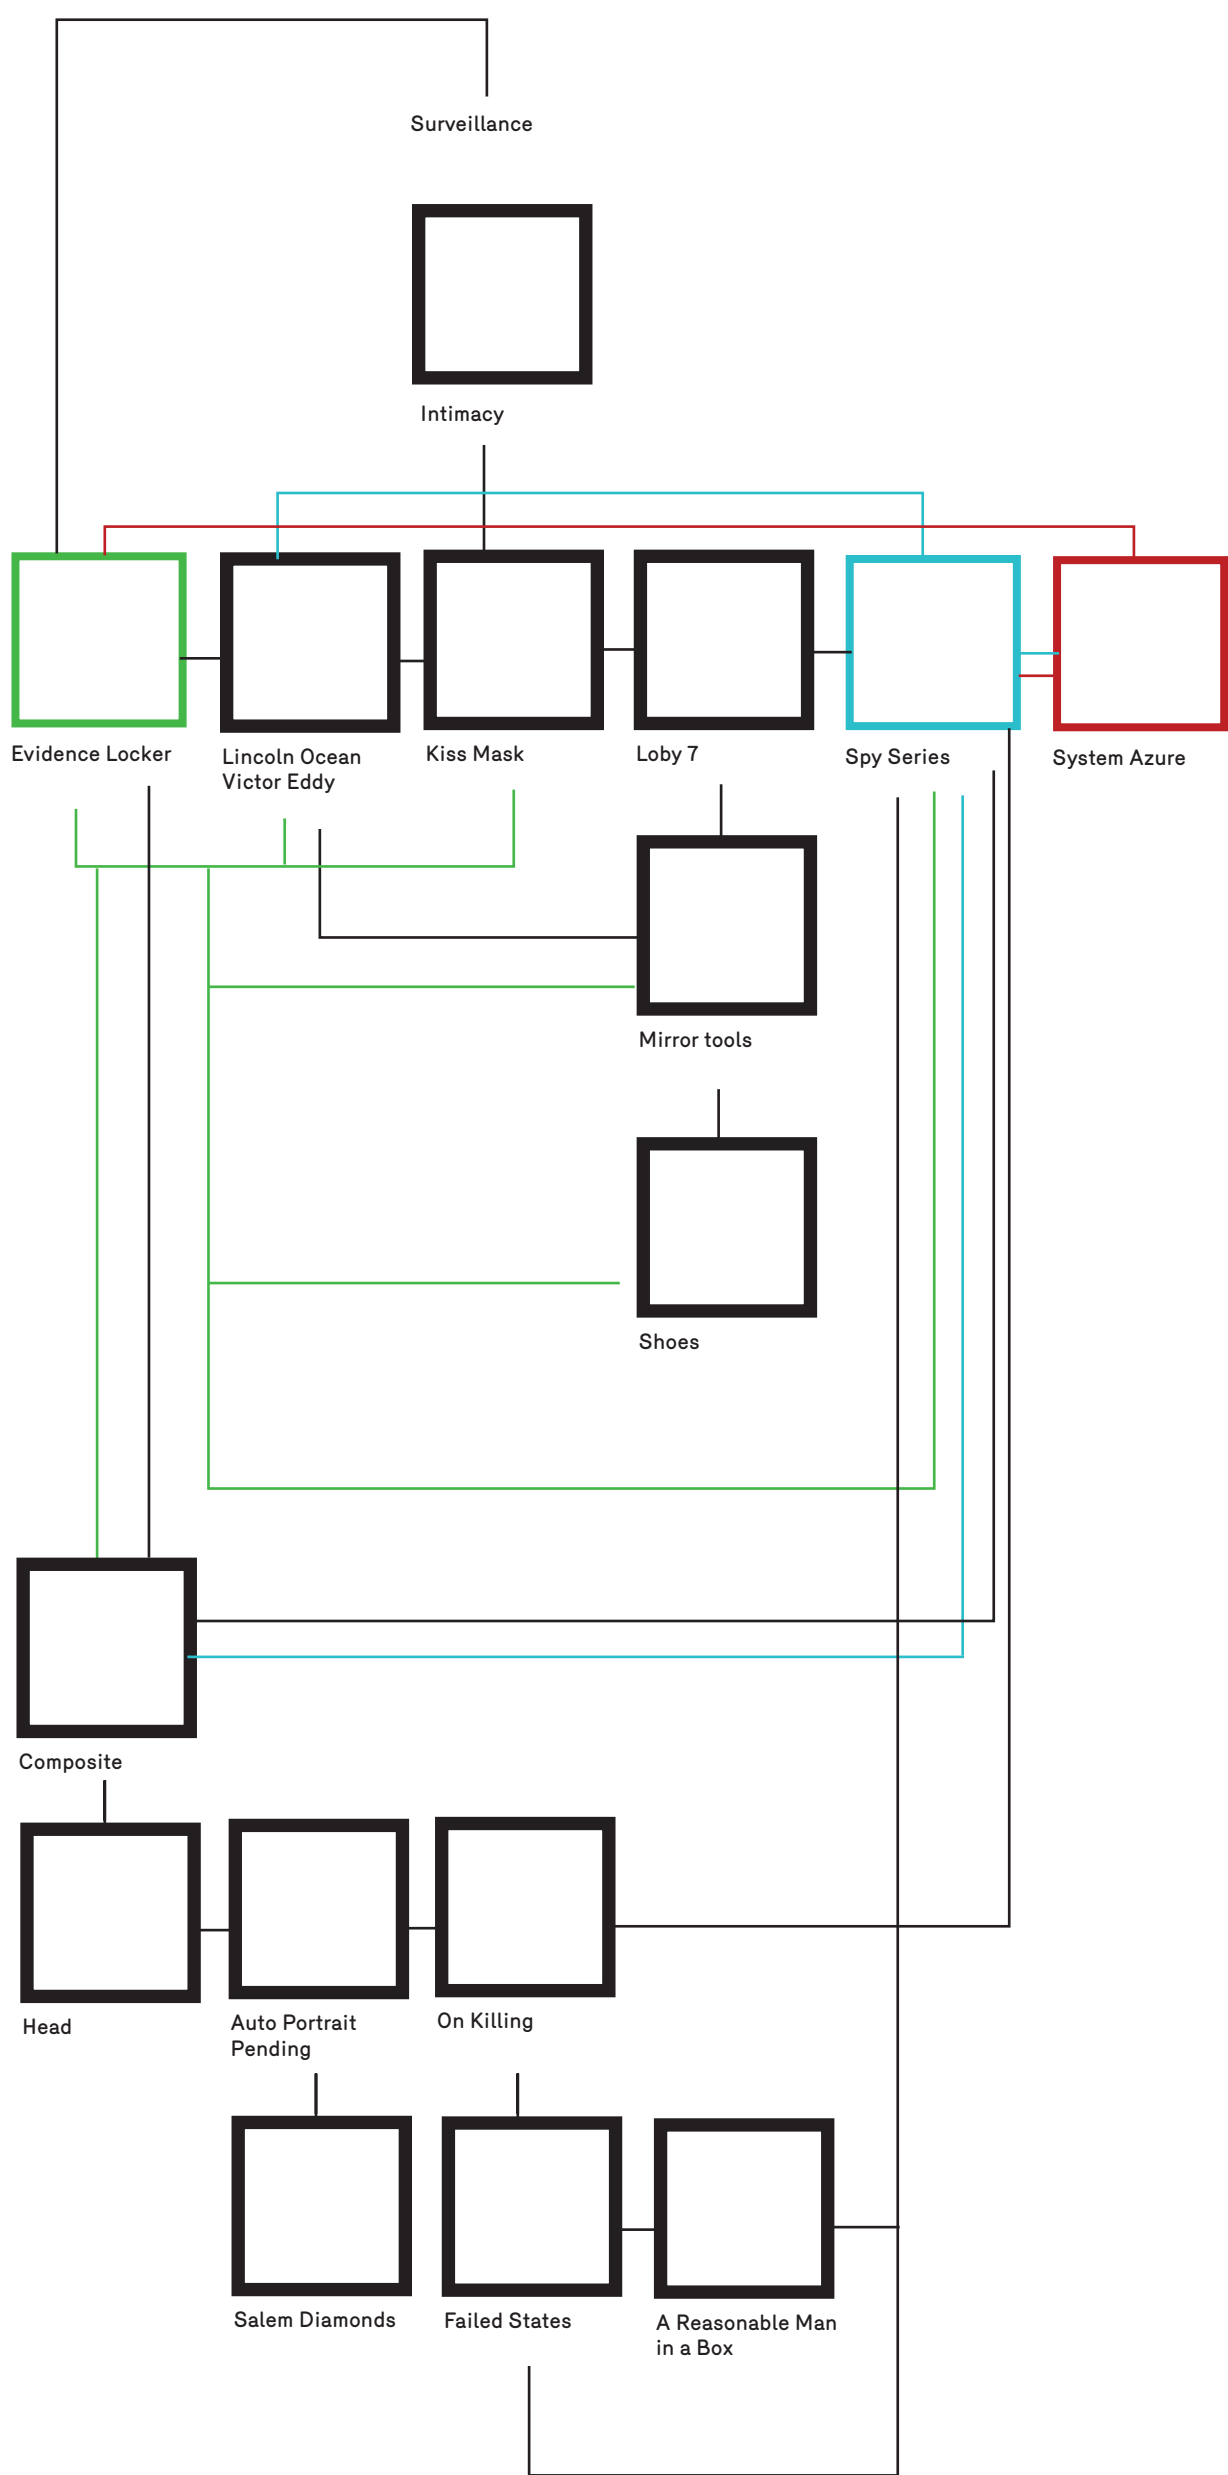 Surveillance
Intimacy
Evidence Locker
Lincoln Ocean
Victor Eddy
Kiss Mask
Loby 7
Spy Series
System Azure
Mirror tools
Shoes
Composite
Head
Auto Portrait
Pending
On Killing
Salem Diamonds
Failed States
A Reasonable Man
in a Box